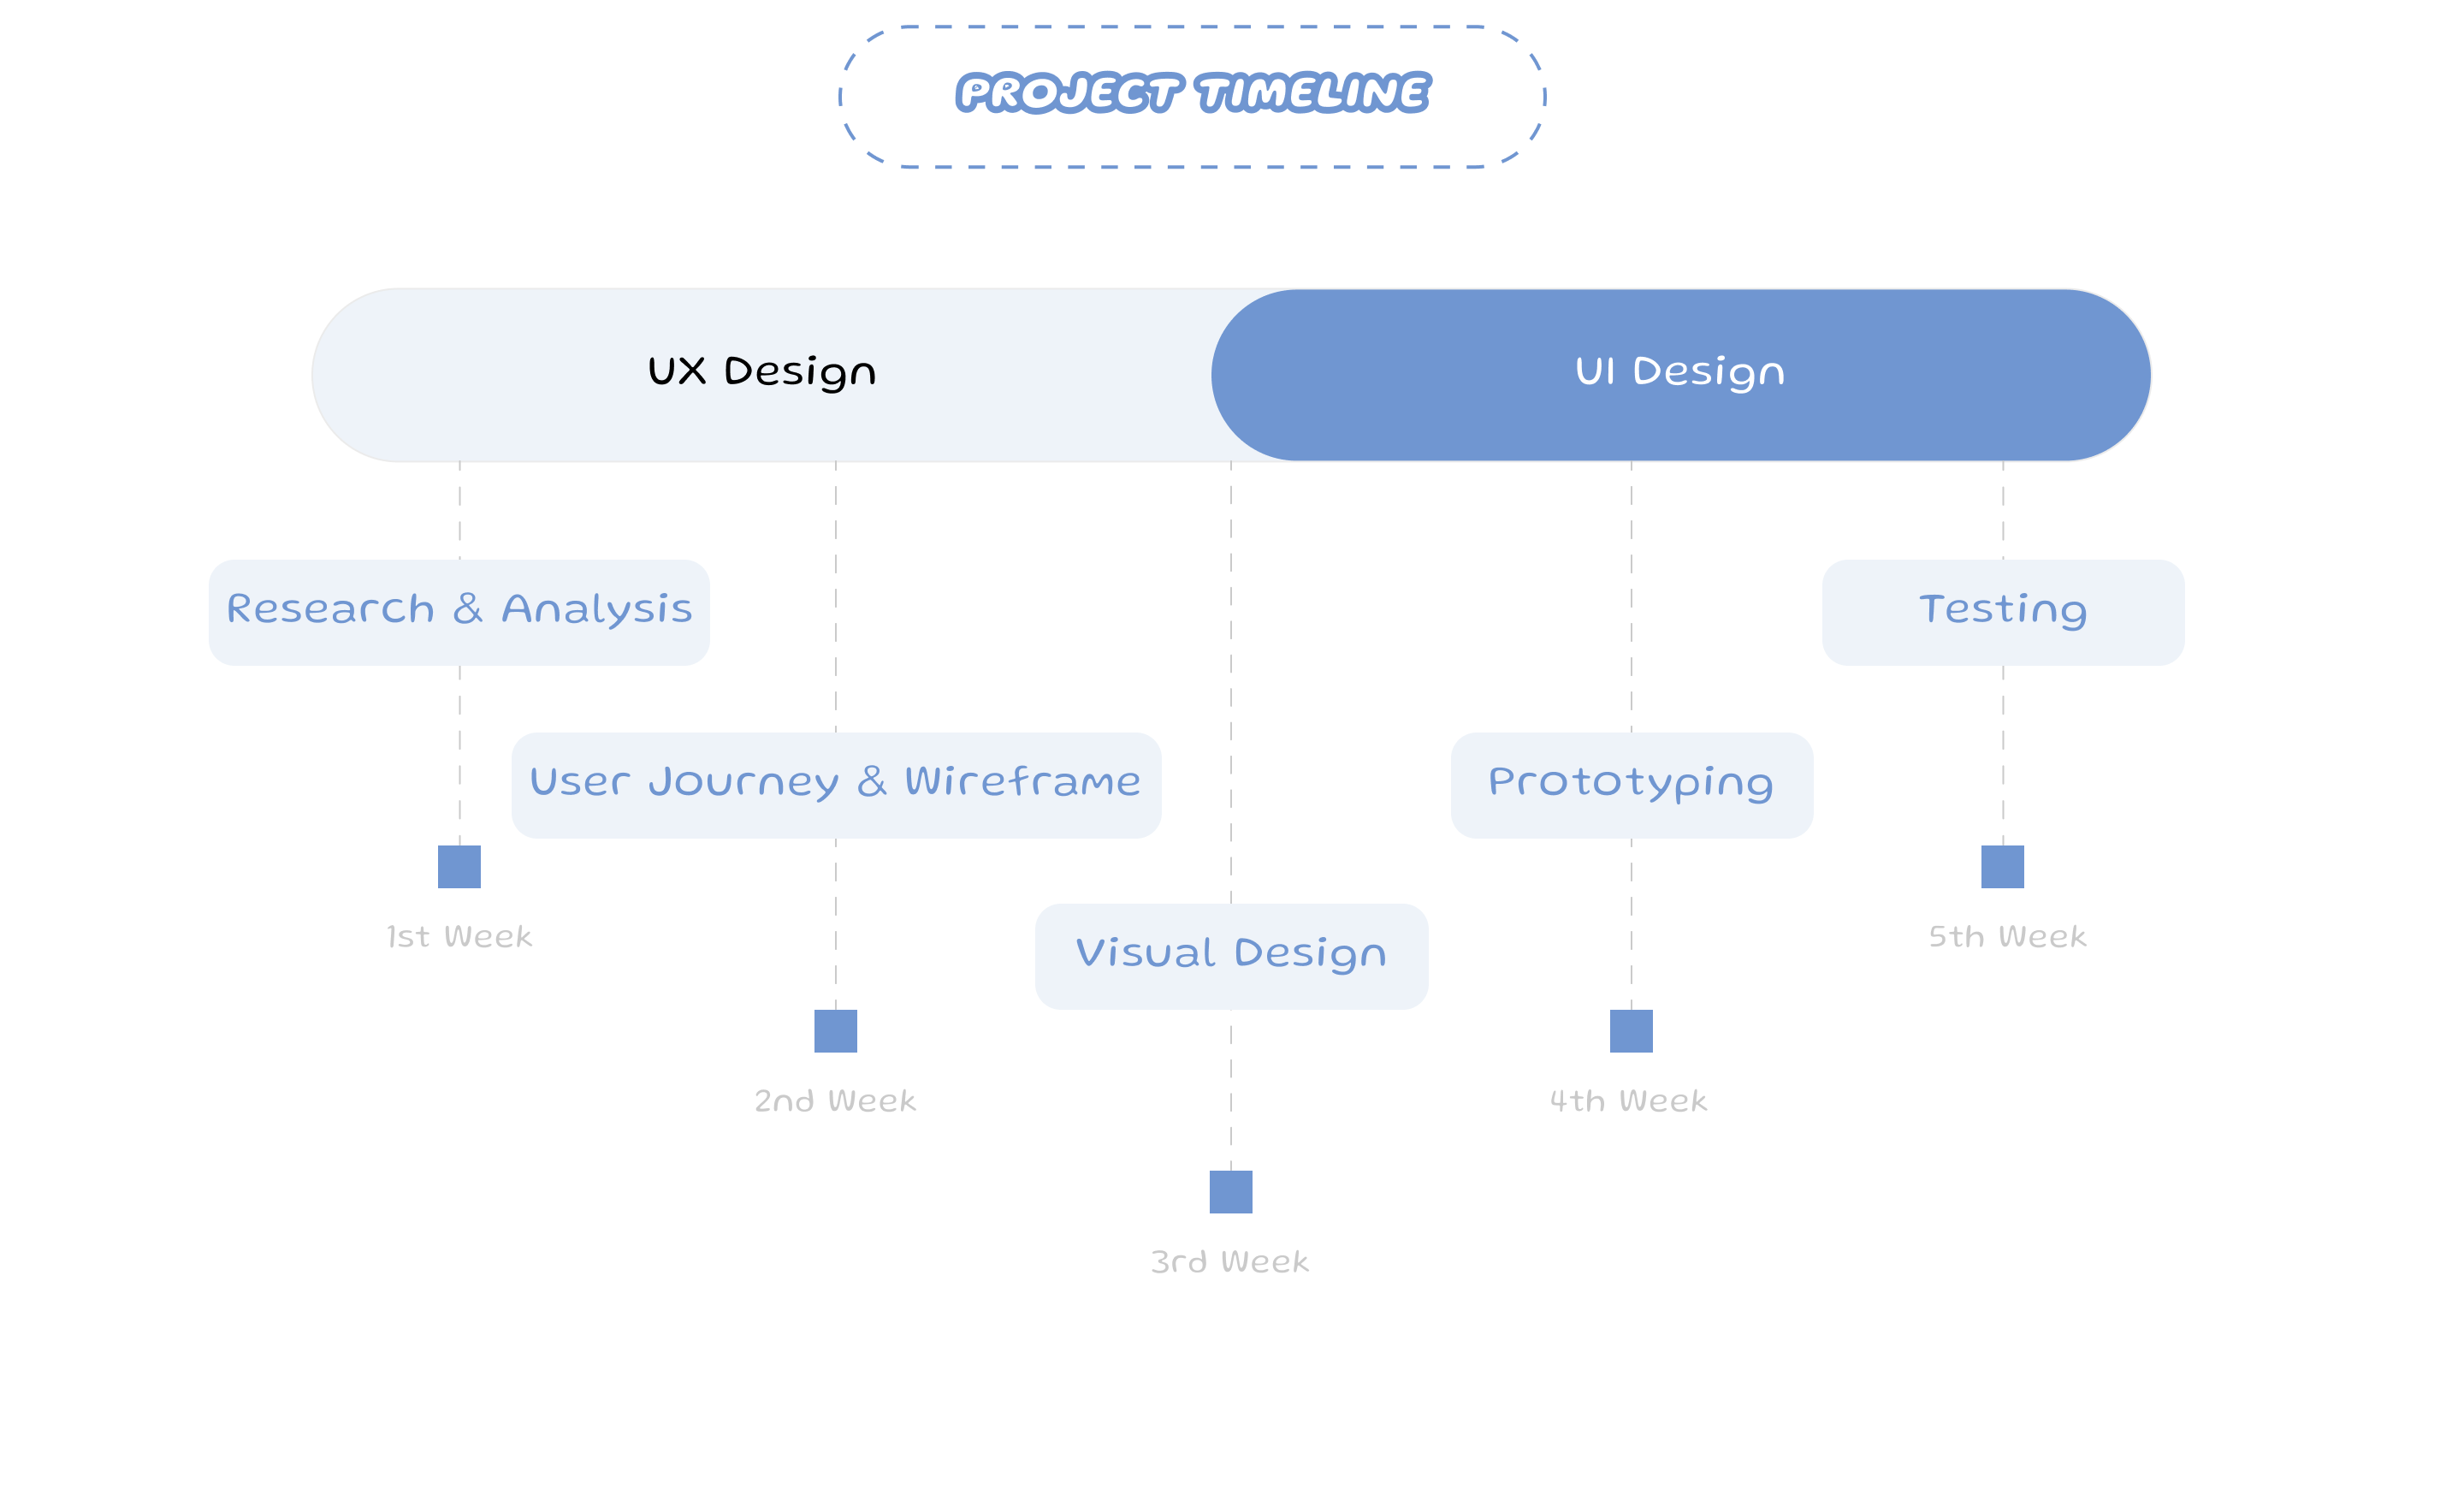 PROJECT TIMELINE
UX Design
UI Design
Research & Analysis
Testing
User Journey & Wireframe
Prototyping
Visual Design
1st Week
5th Week
2nd Week
4th Week
3rd Week